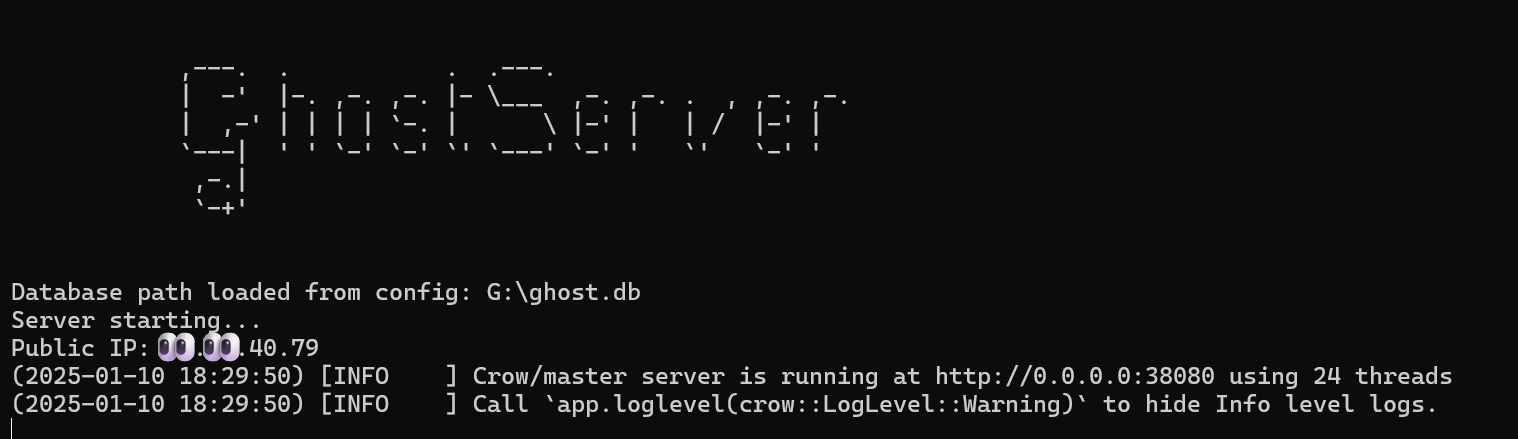 GhostServer
Database path loaded from config: G:\ghost.db
Server starting...
Public IP: 👀.👀.40.79
(2025-01-10 18:29:50) [INFO    ] Crow/master server is running at http://0.0.0.0:38080 using 24 threads
(2025-01-10 18:29:50) [INFO    ] Call `app.loglevel(crow::LogLevel::Warning)` to hide Info level logs.